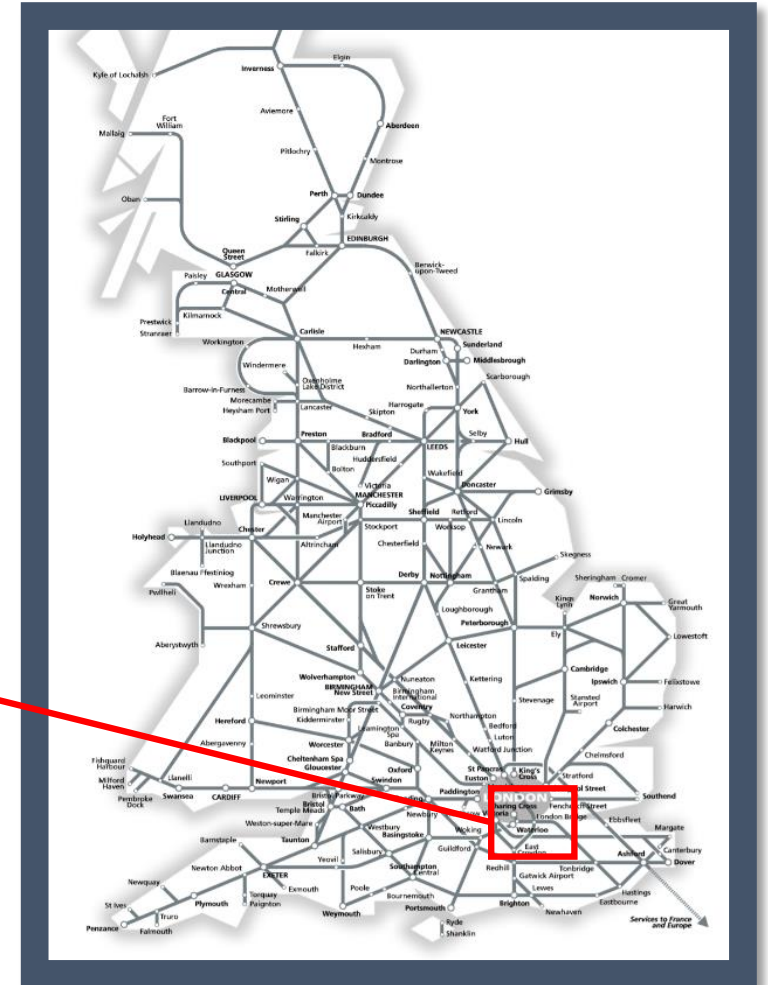 Elgin
Inverness
Kyle of Lochalsh
Aviemore
Fort
William
Mallaig
Aberdeen
Pitlochry
Montrose
Perth
Dundee
Oban
Stirling
Kirkcaldy
EDINBURGH
Queen
Street
Falkirk
Berwick-
upon-Tweed
Paisley
GLASGOW
Central
Motherwell
Prestwick
Kilmarnock
Stranraer
Carlisle
NEWCASTLE
Workington
Hexham
Sunderland
Durham
Darlington
Middlesbrough
Windermere
Scarborough
Oxenholme
Lake District
Barrow-in-Furness
Northallerton
Morecambe
Heysham Port
Lancaster
Harrogate
York
Skipton
Blackpool
Preston
Bradford
Selby
Hull
Blackburn
LEEDS
Huddersfield
Southport
Bolton
Wakefield
Wigan
Victoria
Doncaster
MANCHESTER
Piccadilly
Grimsby
LIVERPOOL
Warrington
Manchester
Airport
Sheffield
Retford
Lincoln
Llandudno
Chester
Stockport
Worksop
Holyhead
Llandudno
Junction
Altrincham
Chesterfield
Newark
Skegness
Blaenau Ffestiniog
Wrexham
Crewe
Stoke
on Trent
Derby
Nottingham
Grantham
Spalding
Sheringham
Cromer
Pwllheli
Kings
Lynn
Norwich
Great
Yarmouth
Loughborough
Peterborough
Shrewsbury
Ely
Lowestoft
Aberystwyth
Stafford
Leicester
Wolverhampton
Nuneaton
Kettering
Cambridge
BIRMINGHAM
New Street
Birmingham
International
Ipswich
Felixstowe
Leominster
Birmingham Moor Street
Coventry
Stevenage
Stansted
Airport
Harwich
Kidderminster
Rugby
Northampton
Hereford
Leamington
Spa
Bedford
Colchester
Worcester
Banbury
Milton
Keynes
Luton
Abergavenny
Watford Junction
Chelmsford
Cheltenham Spa
Gloucester
Oxford
St Pancras
Euston
King's
Cross
Stratford
Fishguard
Harbour
Llanelli
Swindon
Milford
Haven
Newport
Bristol Parkway
Paddington
LONDON
Southend
Pembroke
Dock
Swansea
CARDIFF
Bristol
Temple Meads
Bath
Newbury
Fenchurch Street
Victoria
London Bridge
Ebbsfleet
Weston-super-Mare
Westbury
Basingstoke
Woking
Waterloo
Margate
Barnstaple
Taunton
Salisbury
Guildford
East
Canterbury
Yeovil
Ashford
Dover
Newton Abbot
EXETER
Southampton
Central
Redhill
Tonbridge
Gatwick Airport
Newquay
Exmouth
Poole
Lewes
Hastings
Torquay
Paignton
Bournemouth
Eastbourne
St Ives
Plymouth
Weymouth
Portsmouth
Brighton
Newhaven
Truro
Penzance
Falmouth
Ryde
Shanklin
Services to France
and Europe